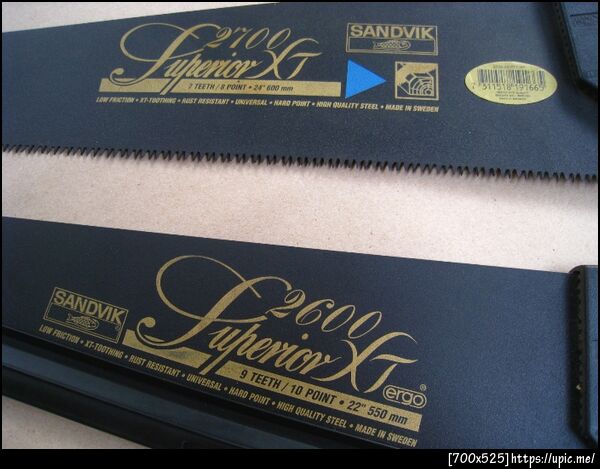 2700
SANDVIK
Superior XT
7 TEETH / 8 POINT • 24" 600 mm
LOW FRICTION • XT-TOOTHING • RUST RESISTANT • UNIVERSAL • HARD POINT • HIGH QUALITY STEEL • MADE IN SWEDEN
7 311518 191665
SANDVIK
2600
Superior XT
ergo®
9 TEETH / 10 POINT • 22" 550 mm
LOW FRICTION • XT-TOOTHING • RUST RESISTANT • UNIVERSAL • HARD POINT • HIGH QUALITY STEEL • MADE IN SWEDEN
[700x525]https://upic.me/